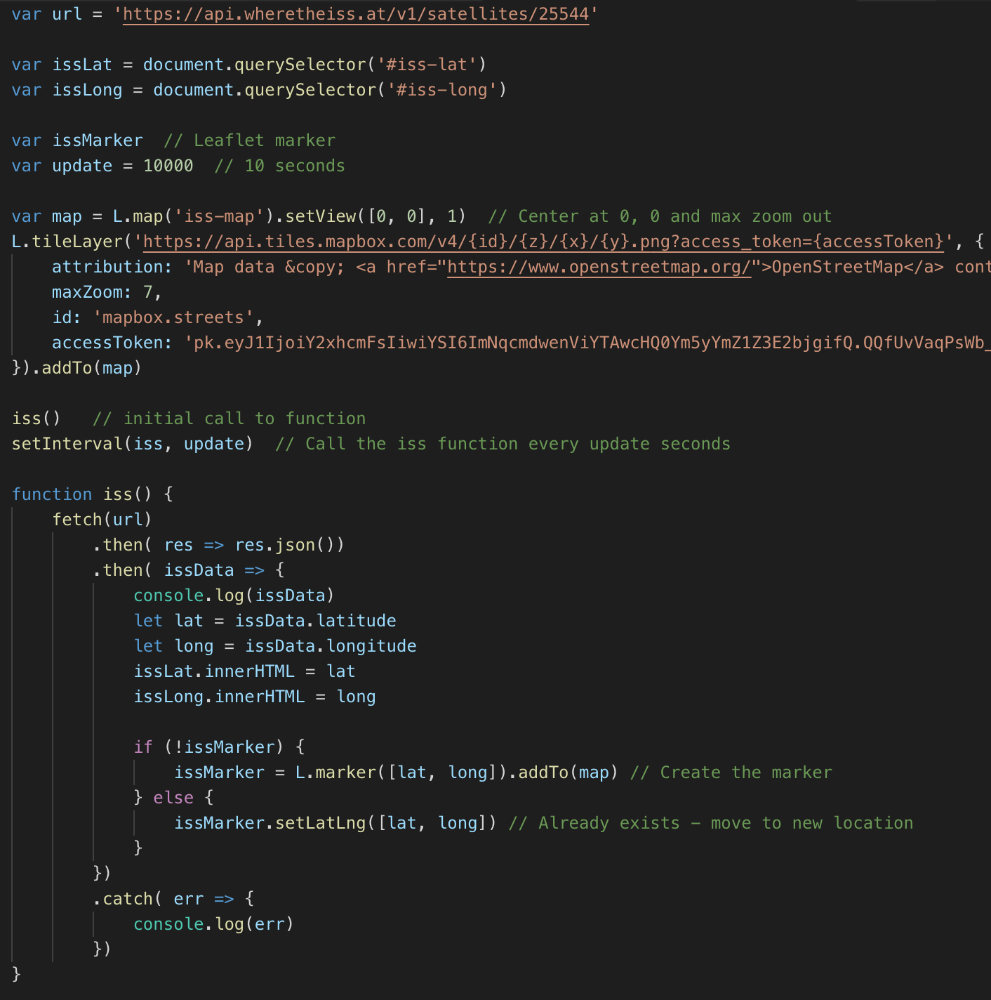 var url = 'https://api.wheretheiss.at/v1/satellites/25544'

var issLat = document.querySelector('#iss-lat')
var issLong = document.querySelector('#iss-long')

var issMarker  // Leaflet marker
var update = 10000  // 10 seconds

var map = L.map('iss-map').setView([0, 0], 1)  // Center at 0, 0 and max zoom out
L.tileLayer('https://api.tiles.mapbox.com/v4/{id}/{z}/{x}/{y}.png?access_token={accessToken}', {
    attribution: 'Map data &copy; <a href="https://www.openstreetmap.org/">OpenStreetMap</a> cont
    maxZoom: 7,
    id: 'mapbox.streets',
    accessToken: 'pk.eyJ1IjoiY2xhcmFsIiwiYSI6ImNqcmdwenViYTAwcHQ0Ym5yYmZ1Z3E2bjgifQ.QQfUvVaqPsWb_
}).addTo(map)

iss()   // initial call to function
setInterval(iss, update)  // Call the iss function every update seconds

function iss() {
    fetch(url)
        .then( res => res.json())
        .then( issData => {
            console.log(issData)
            let lat = issData.latitude
            let long = issData.longitude
            issLat.innerHTML = lat
            issLong.innerHTML = long

            if (!issMarker) {
                issMarker = L.marker([lat, long]).addTo(map) // Create the marker
            } else {
                issMarker.setLatLng([lat, long]) // Already exists - move to new location
            }
        })
        .catch( err => {
            console.log(err)
        })
}